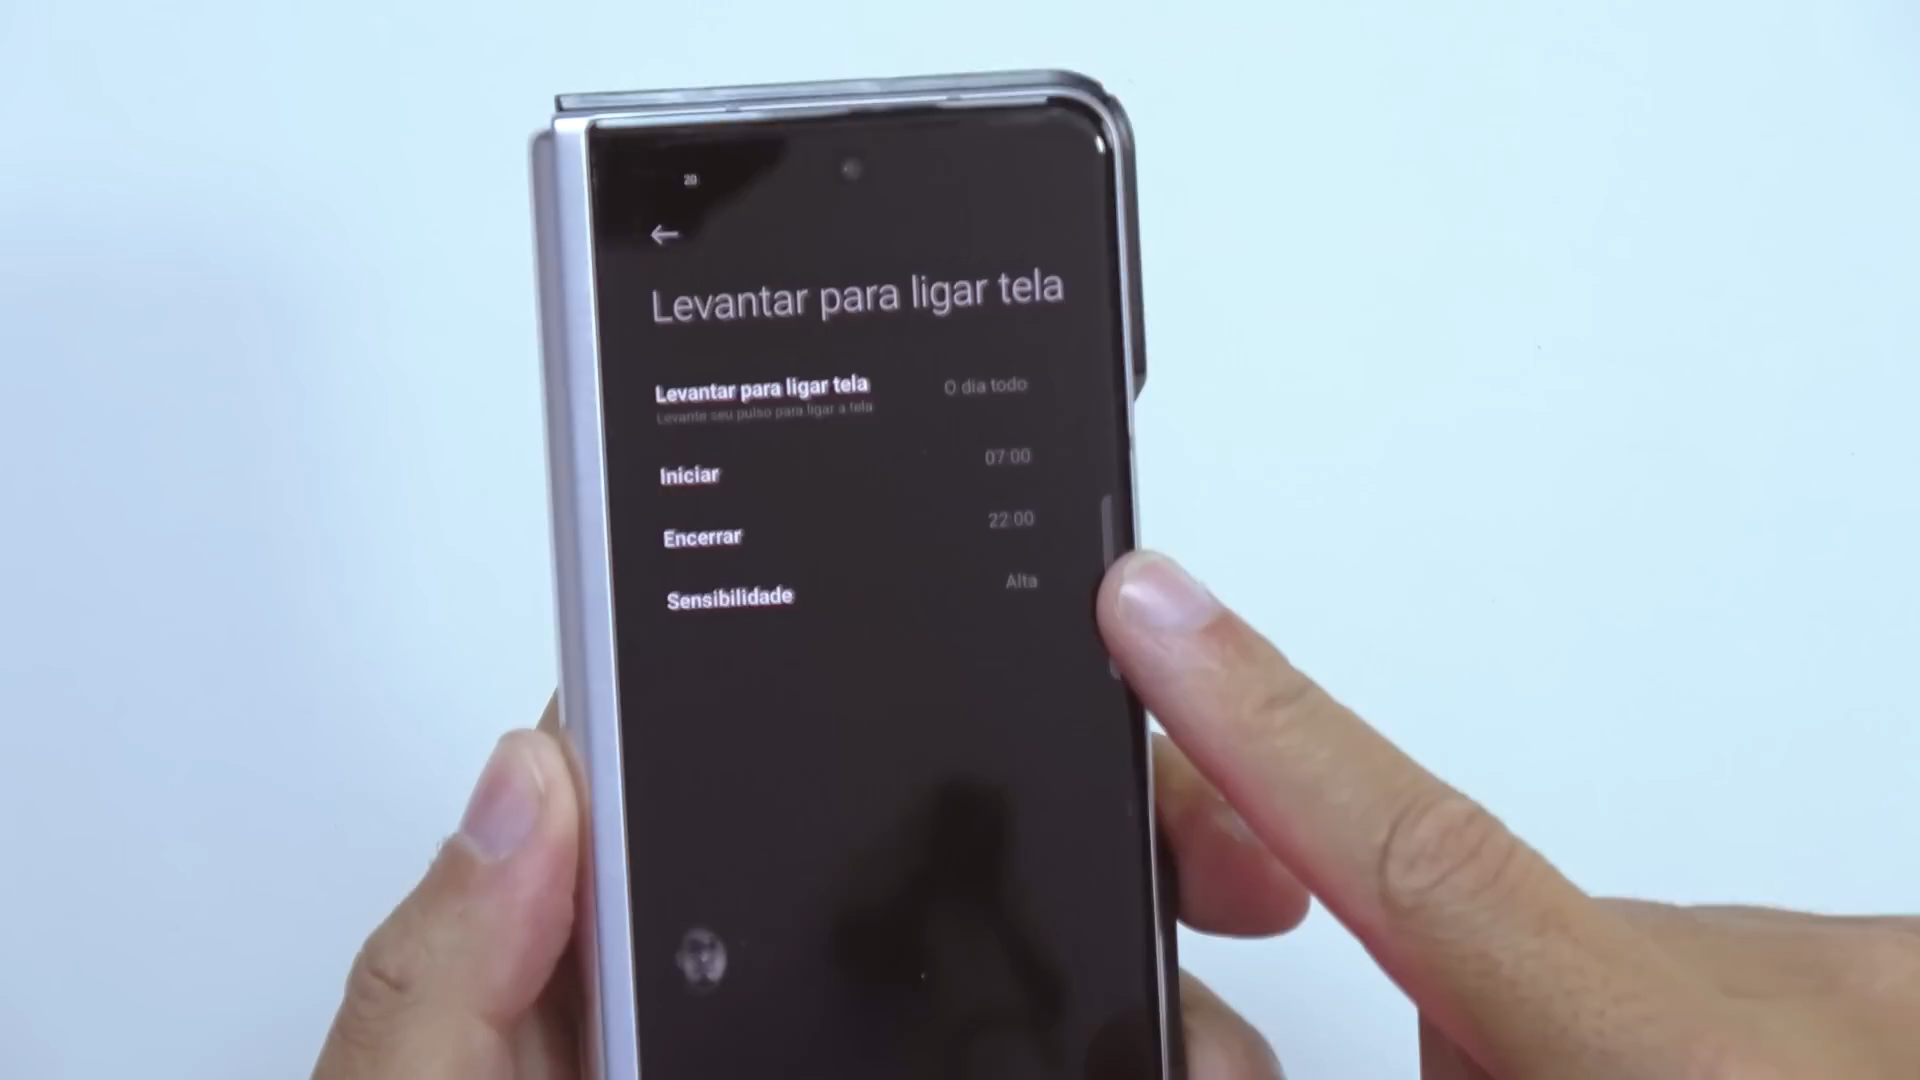 20
Levantar para ligar tela
Levantar para ligar tela O dia todo
Levante seu pulso para ligar a tela
Iniciar 07:00
Encerrar 22:00
Sensibilidade Alta